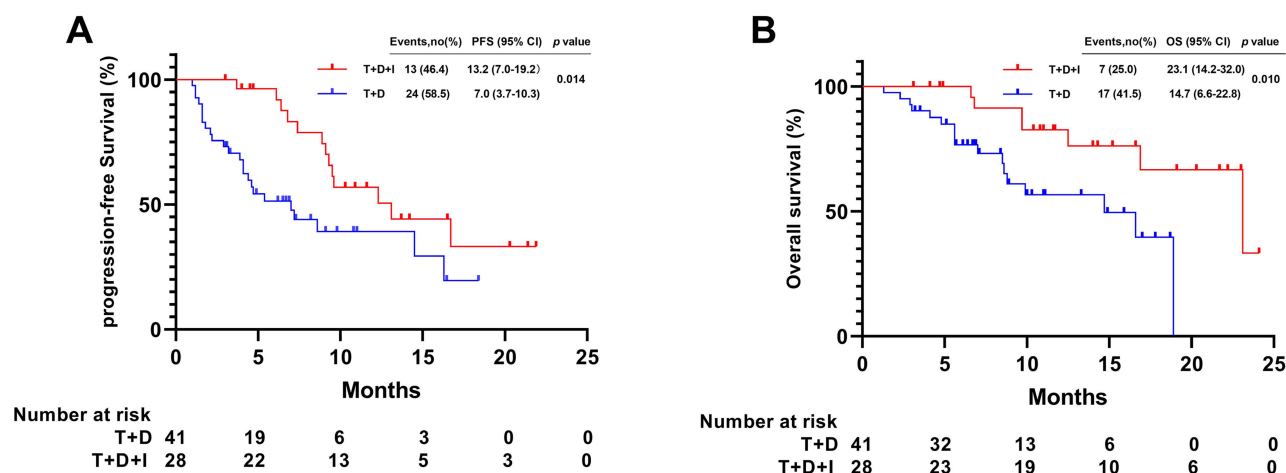 A
Events,no(%) PFS (95% CI) p value
T+D+I 13 (46.4) 13.2 (7.0-19.2)
0.014
T+D 24 (58.5) 7.0 (3.7-10.3)
progression-free Survival (%)
100
50
0
0 5 10 15 20 25
Months
Number at risk
T+D 41 19 6 3 0 0
T+D+I 28 22 13 5 3 0
B
Events,no(%) OS (95% CI) p value
T+D+I 7 (25.0) 23.1 (14.2-32.0)
0.010
T+D 17 (41.5) 14.7 (6.6-22.8)
Overall survival (%)
100
50
0
0 5 10 15 20 25
Months
Number at risk
T+D 41 32 13 6 0 0
T+D+I 28 23 19 10 6 0